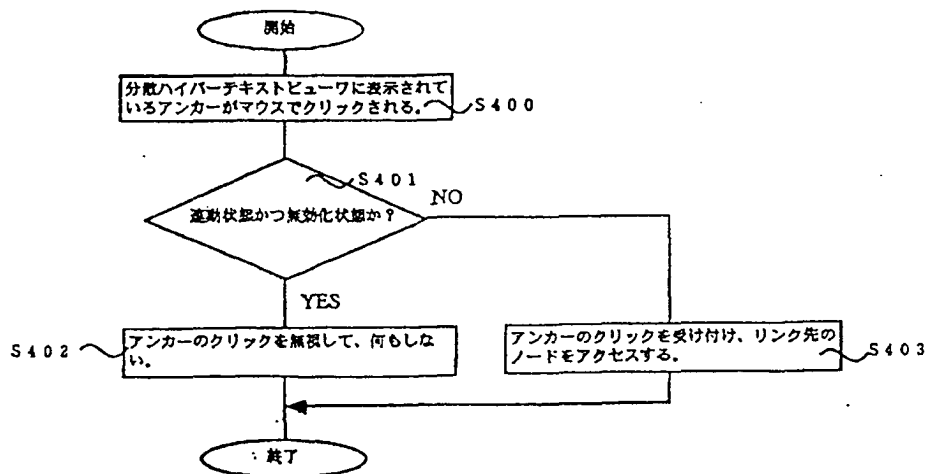 開始
分散ハイパーテキストビューワに表示されて
いるアンカーがマウスでクリックされる。
S400
S401
連動状態かつ無効化状態か?
NO
YES
S402
アンカーのクリックを無視して、何もしな
い。
アンカーのクリックを受け付け、リンク先の
ノードをアクセスする。
S403
終了